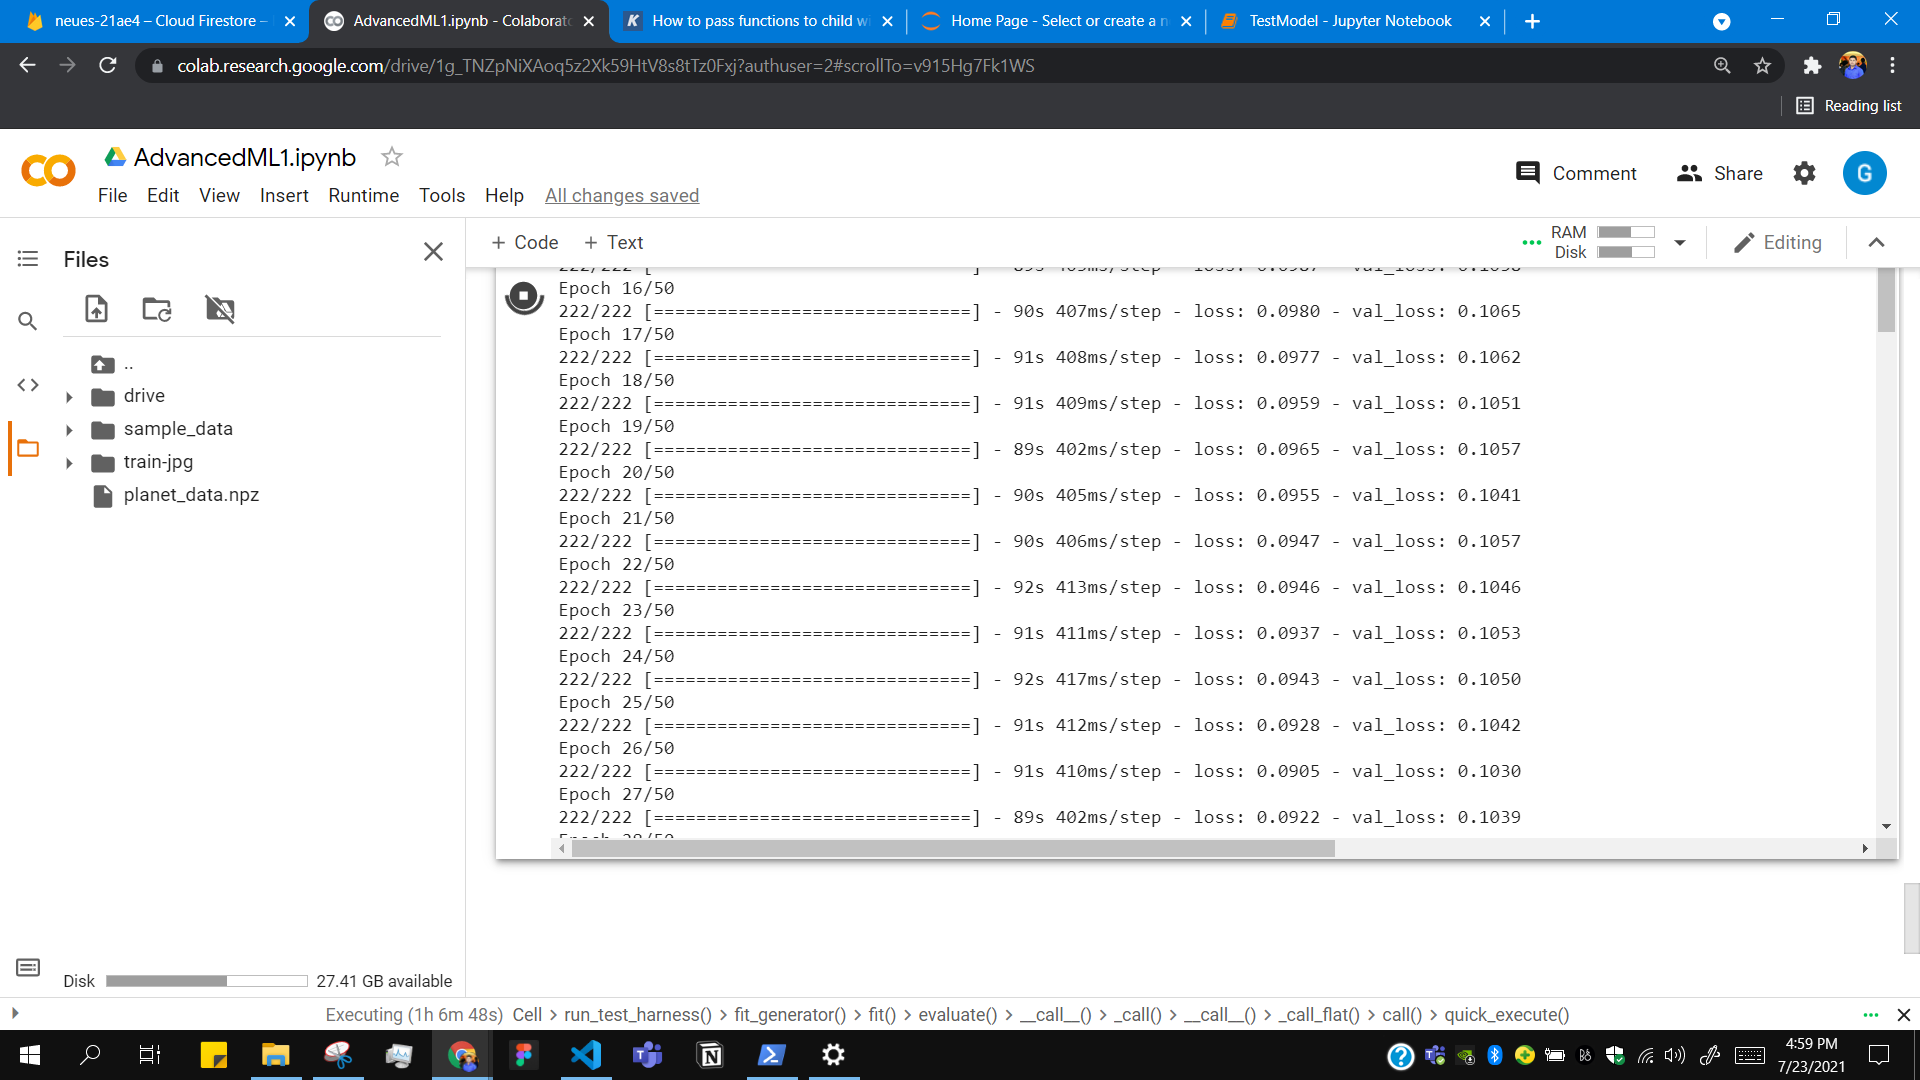 neues-21ae4 – Cloud Firestore –
AdvancedML1.ipynb - Colaborato
How to pass functions to child wi
Home Page - Select or create a n
TestModel - Jupyter Notebook
colab.research.google.com/drive/1g_TNZpNiXAoq5z2Xk59HtV8s8tTz0Fxj?authuser=2#scrollTo=v915Hg7Fk1WS
Reading list
AdvancedML1.ipynb
File Edit View Insert Runtime Tools Help All changes saved
Comment
Share
G
Files
+ Code + Text
RAM
Disk
Editing
..
drive
sample_data
train-jpg
planet_data.npz
Epoch 16/50
222/222 [==============================] - 90s 407ms/step - loss: 0.0980 - val_loss: 0.1065
Epoch 17/50
222/222 [==============================] - 91s 408ms/step - loss: 0.0977 - val_loss: 0.1062
Epoch 18/50
222/222 [==============================] - 91s 409ms/step - loss: 0.0959 - val_loss: 0.1051
Epoch 19/50
222/222 [==============================] - 89s 402ms/step - loss: 0.0965 - val_loss: 0.1057
Epoch 20/50
222/222 [==============================] - 90s 405ms/step - loss: 0.0955 - val_loss: 0.1041
Epoch 21/50
222/222 [==============================] - 90s 406ms/step - loss: 0.0947 - val_loss: 0.1057
Epoch 22/50
222/222 [==============================] - 92s 413ms/step - loss: 0.0946 - val_loss: 0.1046
Epoch 23/50
222/222 [==============================] - 91s 411ms/step - loss: 0.0937 - val_loss: 0.1053
Epoch 24/50
222/222 [==============================] - 92s 417ms/step - loss: 0.0943 - val_loss: 0.1050
Epoch 25/50
222/222 [==============================] - 91s 412ms/step - loss: 0.0928 - val_loss: 0.1042
Epoch 26/50
222/222 [==============================] - 91s 410ms/step - loss: 0.0905 - val_loss: 0.1030
Epoch 27/50
222/222 [==============================] - 89s 402ms/step - loss: 0.0922 - val_loss: 0.1039
Epoch 28/50
Disk 27.41 GB available
Executing (1h 6m 48s) Cell > run_test_harness() > fit_generator() > fit() > evaluate() > __call__() > _call() > __call__() > _call_flat() > call() > quick_execute()
4:59 PM
7/23/2021